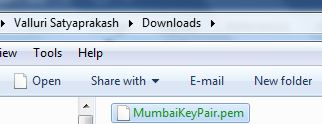 Valluri Satyaprakash ▸ Downloads ▸
iew Tools Help
Open Share with ▾ E-mail New folder
MumbaiKeyPair.pem